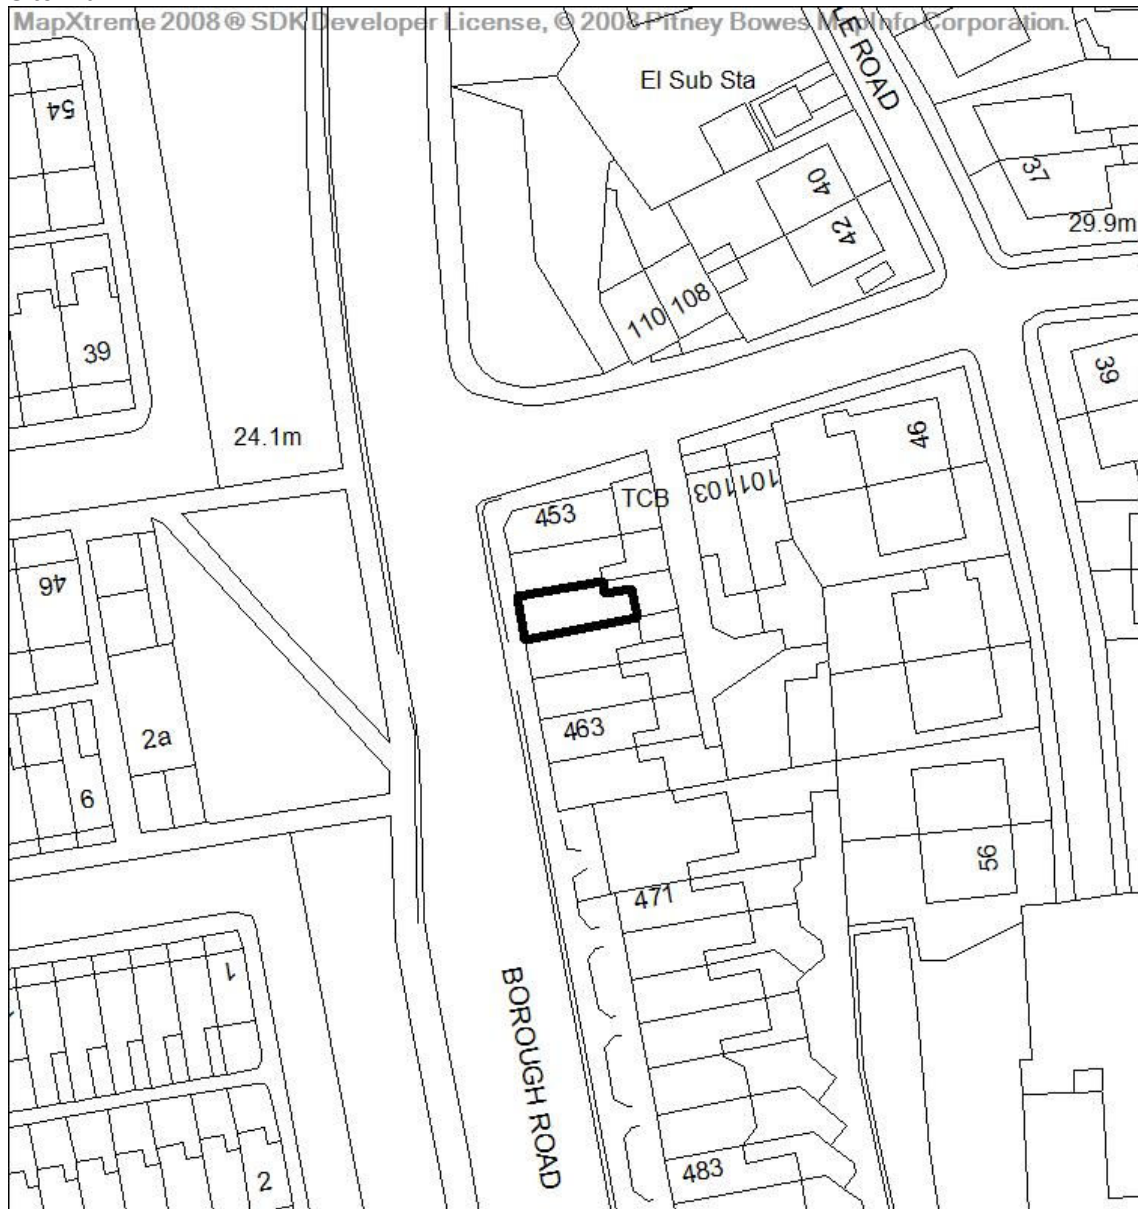 MapXtreme 2008 ® SDK Developer License, © 2008 Pitney Bowes MapInfo Corporation.
LE ROAD
El Sub Sta
54
40
37
42
29.9m
108
110
39
39
24.1m
46
453
TCB
103
101
46
463
2a
6
56
471
1
BOROUGH ROAD
483
2